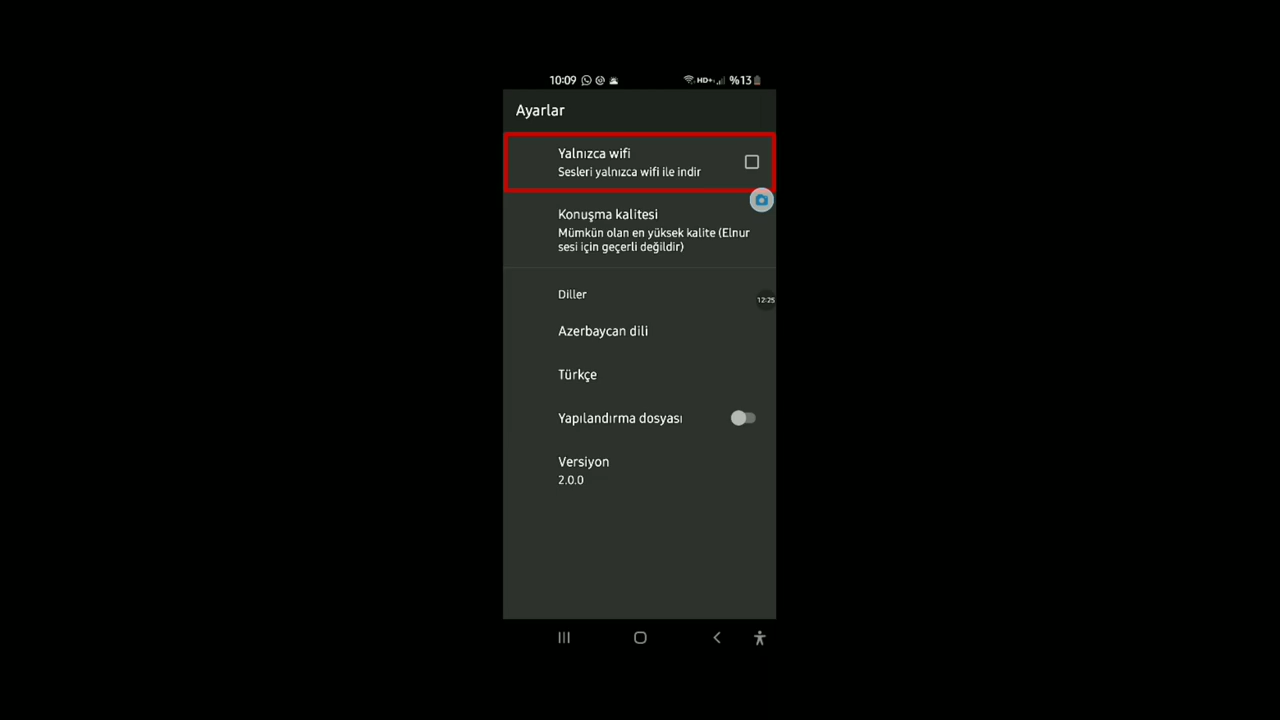 10:09 HD+ %13
Ayarlar
Yalnızca wifi
Sesleri yalnızca wifi ile indir
Konuşma kalitesi
Mümkün olan en yüksek kalite (Elnur
sesi için geçerli değildir)
Diller
12:25
Azerbaycan dili
Türkçe
Yapılandırma dosyası
Versiyon
2.0.0